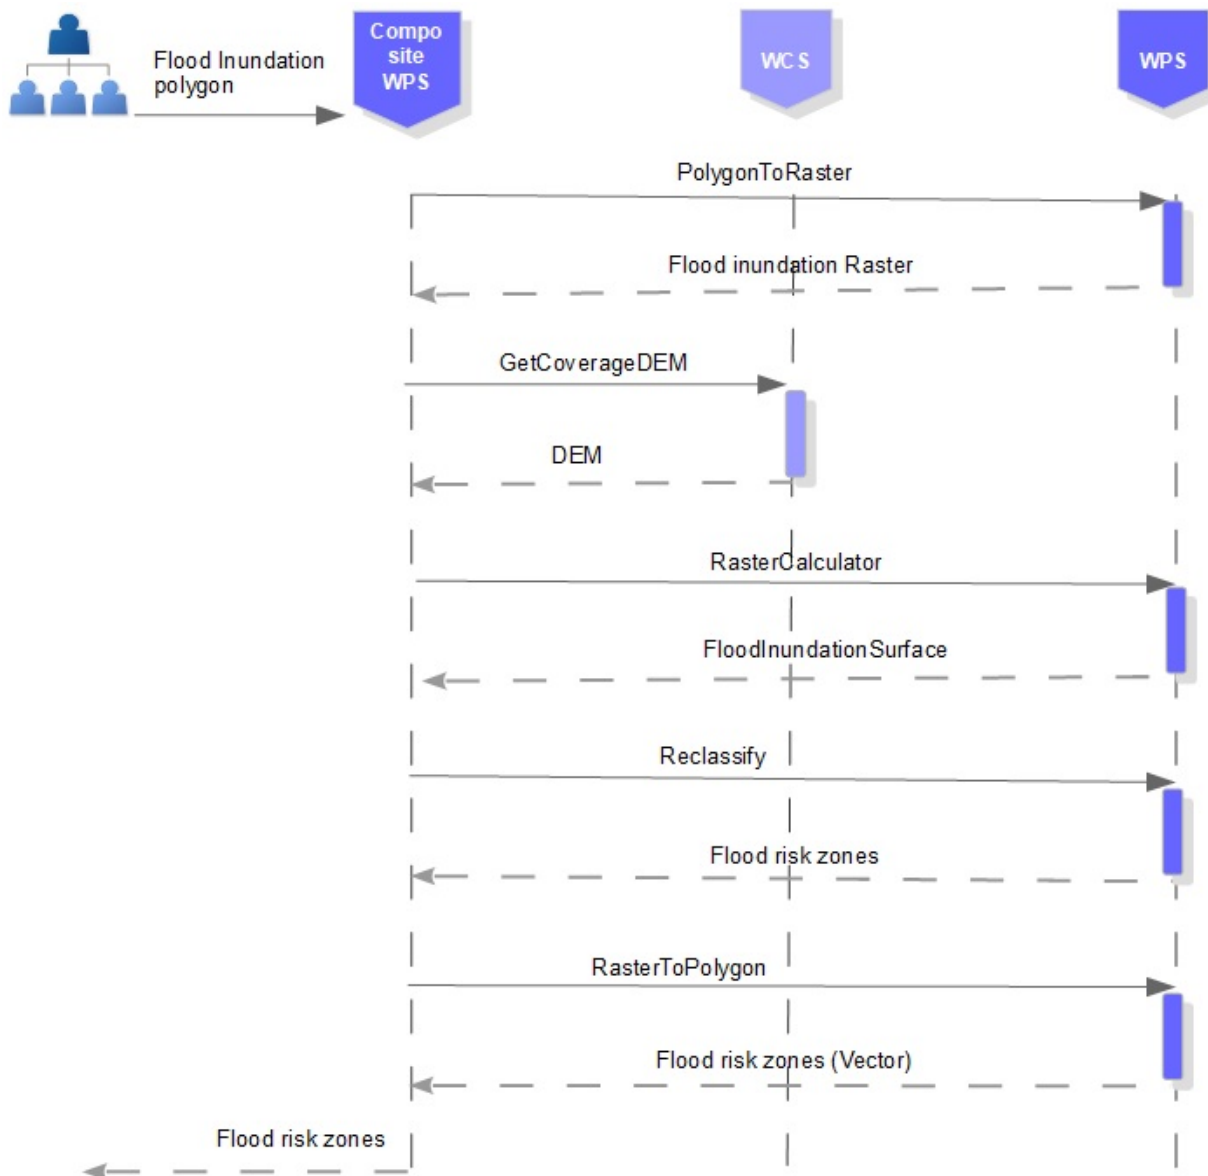 Flood Inundation
polygon
Compo
site
WPS
WCS
WPS
PolygonToRaster
Flood inundation Raster
GetCoverageDEM
DEM
RasterCalculator
FloodInundationSurface
Reclassify
Flood risk zones
RasterToPolygon
Flood risk zones (Vector)
Flood risk zones